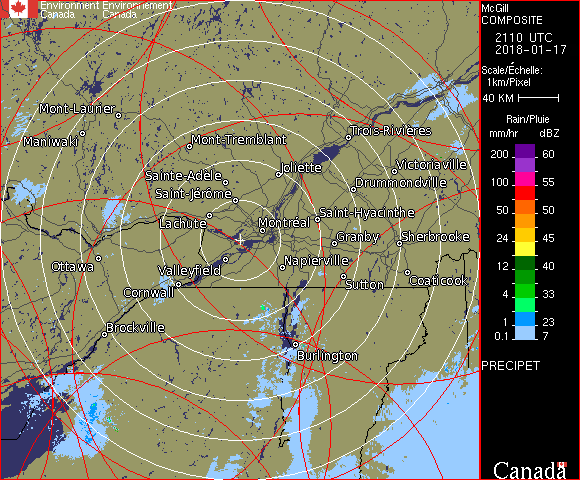 Environment Environnement
Canada Canada
McGill
COMPOSITE
2110 UTC
2018-01-17
Scale/Échelle:
1km/Pixel
40 KM
Rain/Pluie
mm/hr dBZ
200 60
100 55
50 50
24 45
12 40
4 33
1 23
0.1 7
PRECIPET
Canada
Mont-Laurier
Maniwaki
Mont-Tremblant
Trois-Rivières
Sainte-Adèle
Joliette
Victoriaville
Saint-Jérôme
Drummondville
Lachute
Montréal
Saint-Hyacinthe
Granby
Sherbrooke
Ottawa
Valleyfield
Napierville
Cornwall
Sutton
Coaticook
Brockville
Burlington